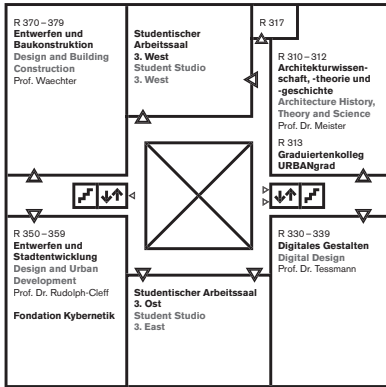 R 370–379
Entwerfen und
Baukonstruktion
Design and Building
Construction
Prof. Waechter
Studentischer
Arbeitssaal
3. West
Student Studio
3. West
R 317
R 310–312
Architekturwissen-
schaft, -theorie und
-geschichte
Architecture History,
Theory and Science
Prof. Dr. Meister
R 313
Graduiertenkolleg
URBANgrad
R 350–359
Entwerfen und
Stadtentwicklung
Design and Urban
Development
Prof. Dr. Rudolph-Cleff
Fondation Kybernetik
Studentischer Arbeitssaal
3. Ost
Student Studio
3. East
R 330–339
Digitales Gestalten
Digital Design
Prof. Dr. Tessmann